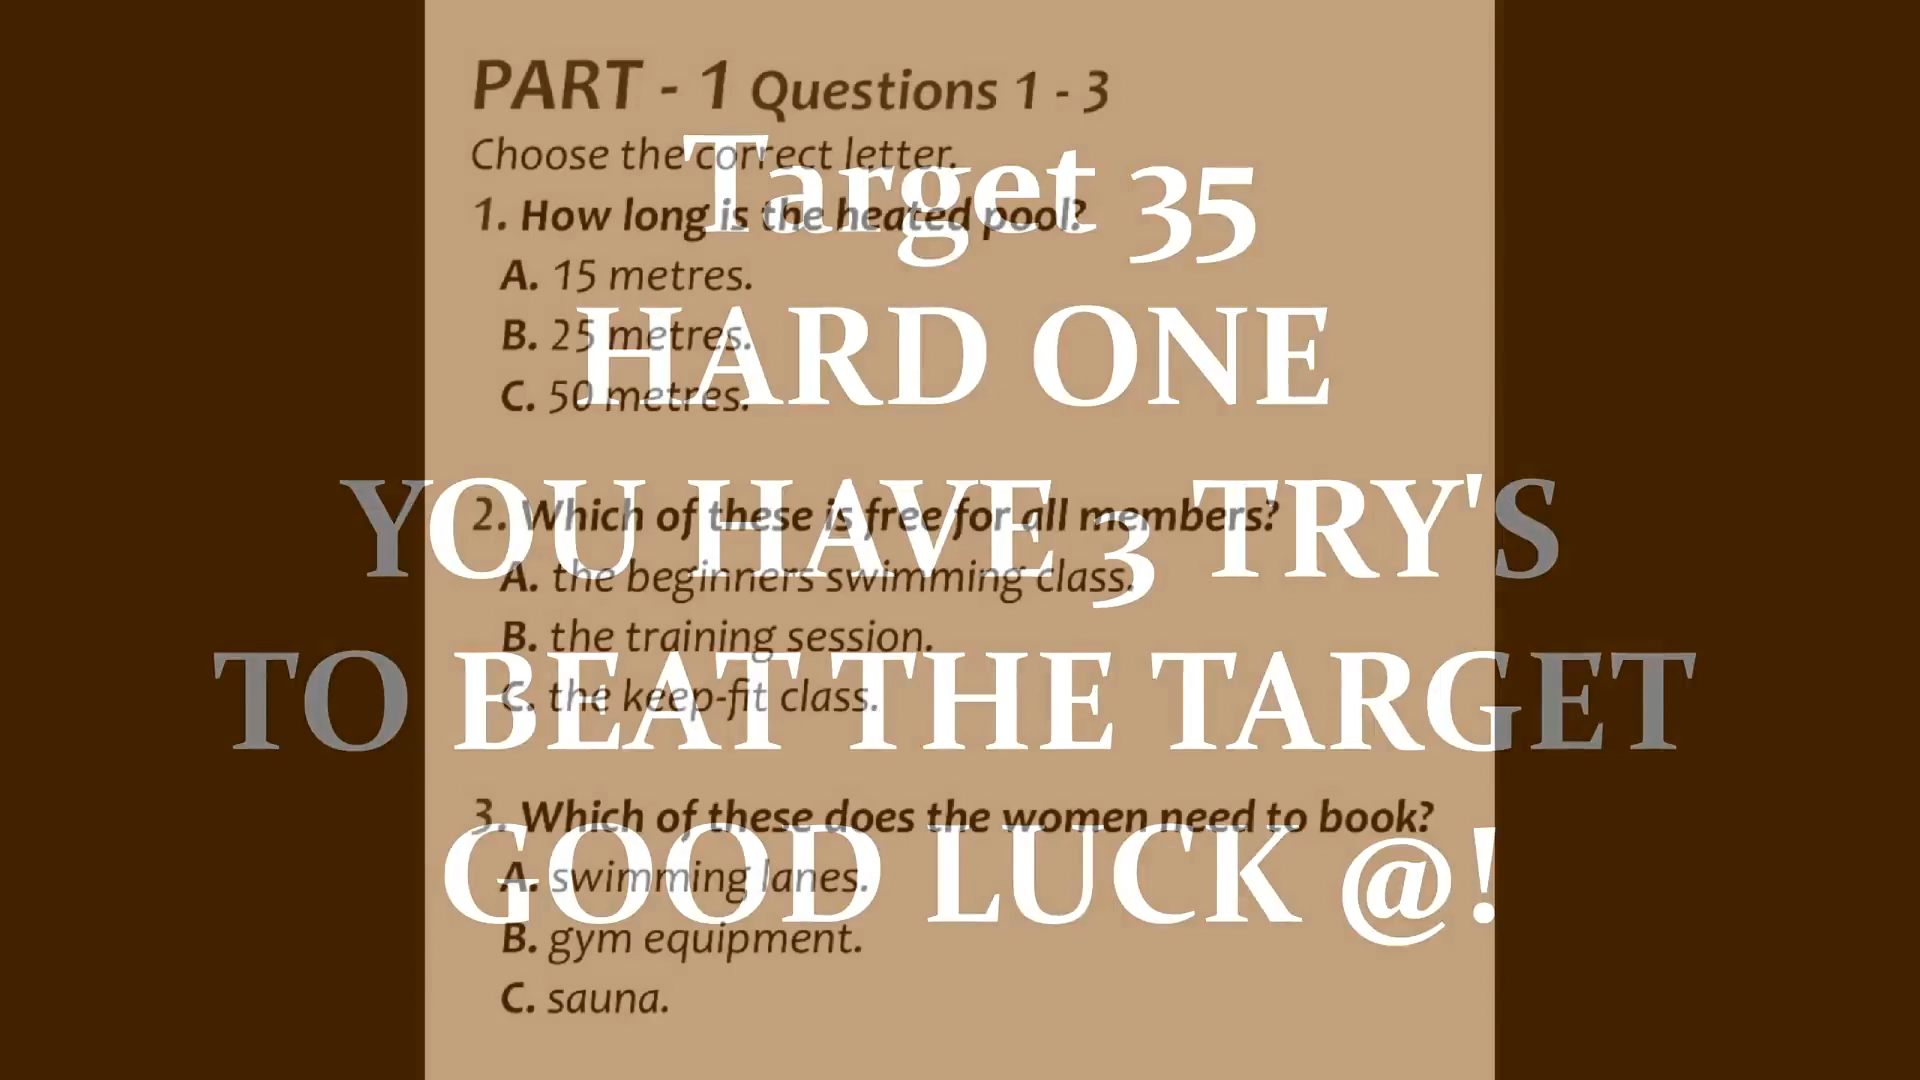 PART - 1 Questions 1 - 3
Choose the correct letter.
1. How long is the heated pool?
A. 15 metres.
B. 25 metres.
C. 50 metres.
2. Which of these is free for all members?
A. the beginners swimming class.
B. the training session.
C. the keep-fit class.
3. Which of these does the women need to book?
A. swimming lanes.
B. gym equipment.
C. sauna.
Target 35
HARD ONE
YOU HAVE 3 TRY'S
TO BEAT THE TARGET
GOOD LUCK @!